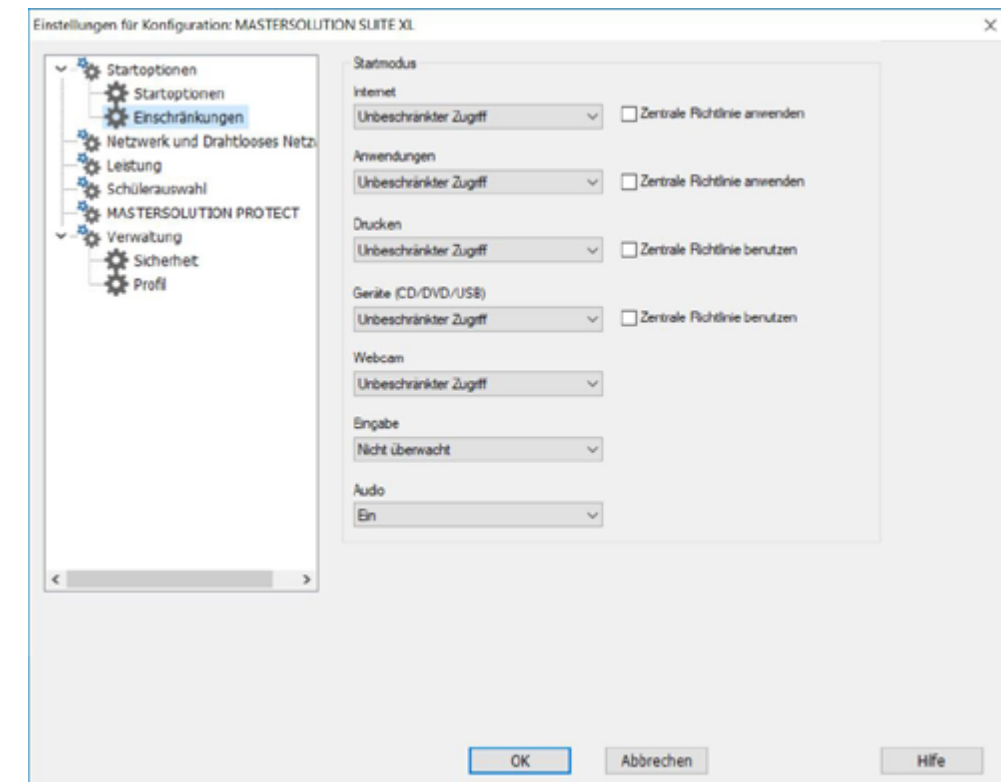 Einstellungen für Konfiguration: MASTERSOLUTION SUITE XL
Startoptionen
Startoptionen
Einschränkungen
Netzwerk und Drahtlooses Netz
Leistung
Schülerauswahl
MASTERSOLUTION PROTECT
Verwaltung
Sicherheit
Profil
Startmodus
Internet
Unbeschränkter Zugriff
Zentrale Richtlinie anwenden
Anwendungen
Unbeschränkter Zugriff
Zentrale Richtlinie anwenden
Drucken
Unbeschränkter Zugriff
Zentrale Richtlinie benutzen
Geräte (CD/DVD/USB)
Unbeschränkter Zugriff
Zentrale Richtlinie benutzen
Webcam
Unbeschränkter Zugriff
Eingabe
Nicht überwacht
Audio
Ein
OK
Abbrechen
Hilfe